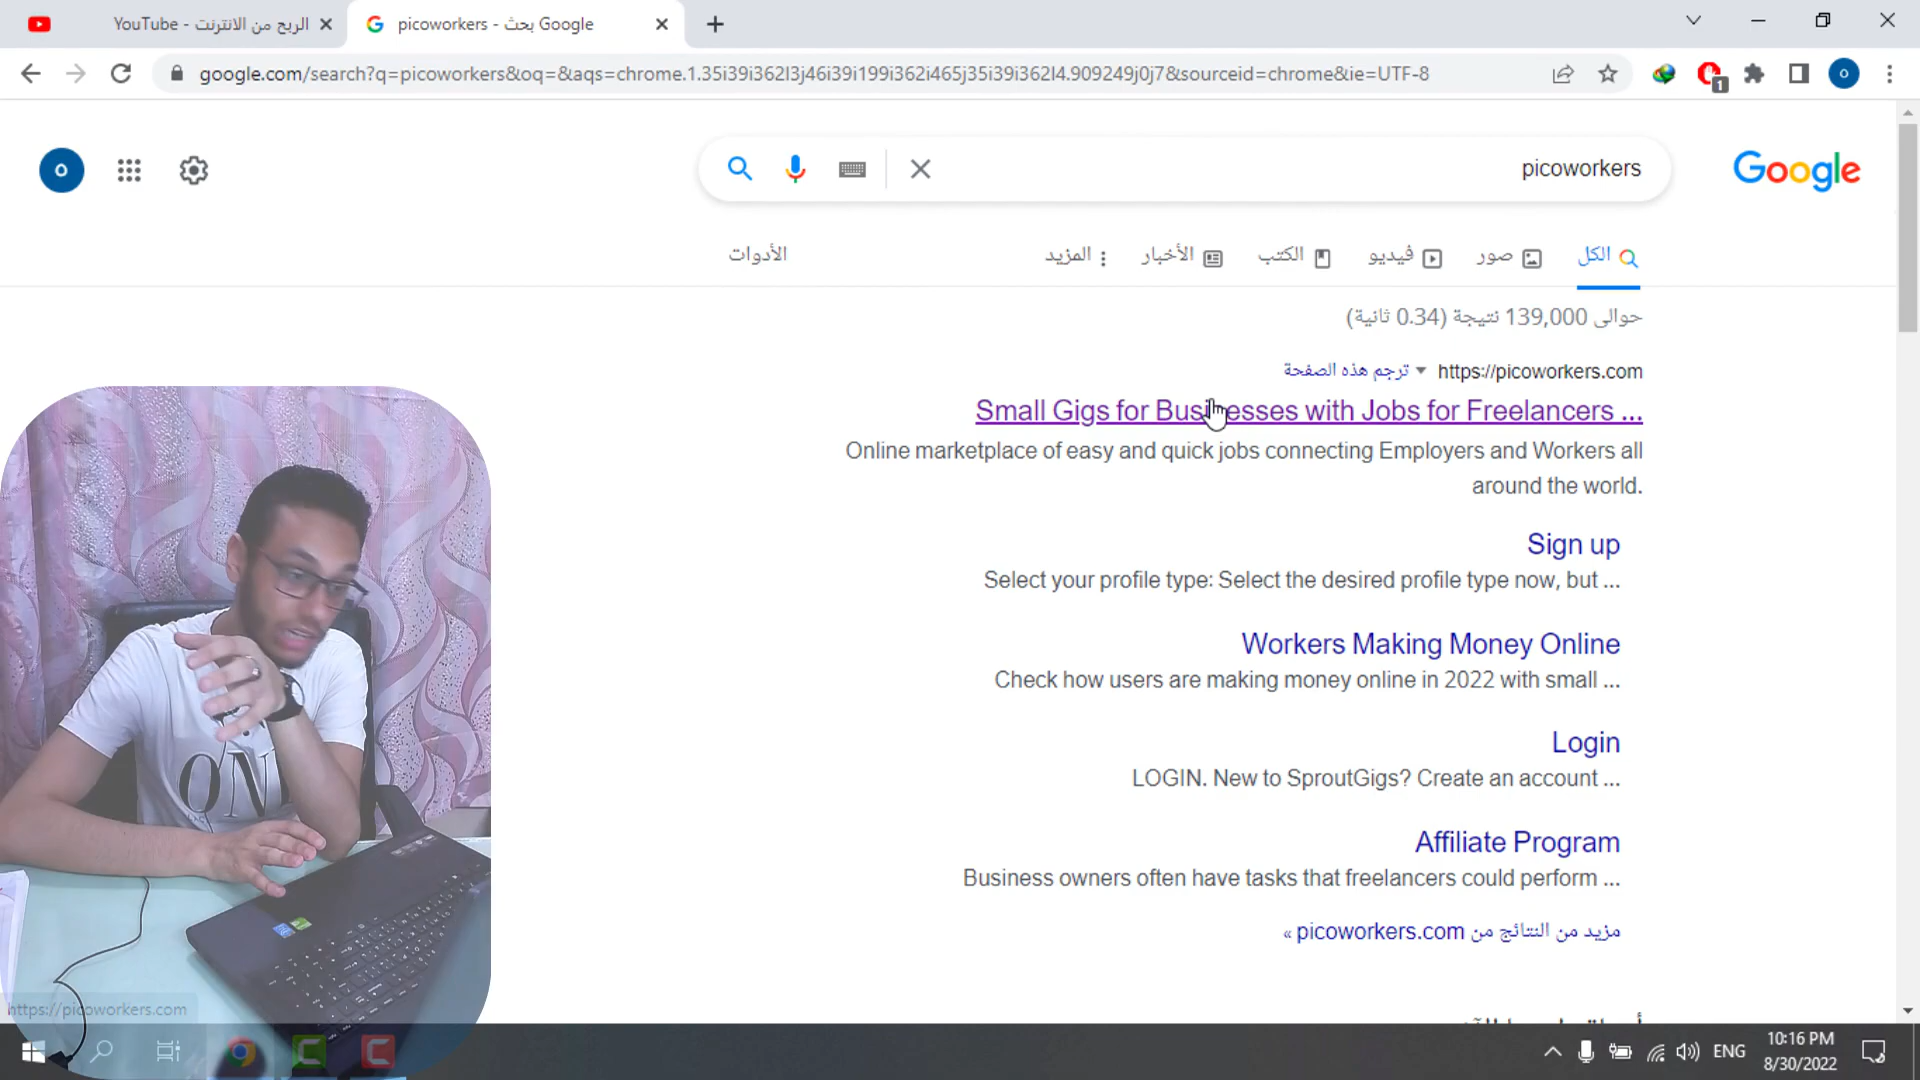 YouTube - الربح من الانترنت
picoworkers - بحث Google
google.com/search?q=picoworkers&oq=&aqs=chrome.1.35i39i362l3j46i39i199i362i465j35i39i362l4.909249j0j7&sourceid=chrome&ie=UTF-8
1
o
o
picoworkers
Google
الكل
صور
فيديو
الكتب
الأخبار
المزيد
الأدوات
حوالى 139,000 نتيجة (0.34 ثانية)
https://picoworkers.com ترجم هذه الصفحة
Small Gigs for Businesses with Jobs for Freelancers ...
Online marketplace of easy and quick jobs connecting Employers and Workers all
around the world.
Sign up
Select your profile type: Select the desired profile type now, but ...
Workers Making Money Online
Check how users are making money online in 2022 with small ...
Login
LOGIN. New to SproutGigs? Create an account ...
Affiliate Program
Business owners often have tasks that freelancers could perform ...
مزيد من النتائج من picoworkers.com »
ON
https://picoworkers.com
ENG
10:16 PM
8/30/2022